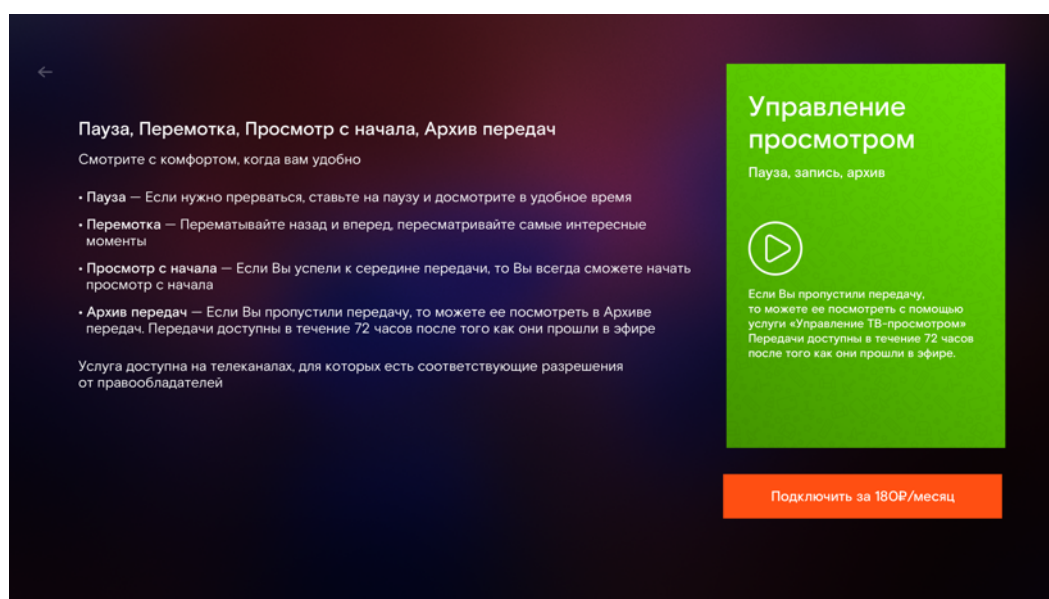 ←
Пауза, Перемотка, Просмотр с начала, Архив передач
Смотрите с комфортом, когда вам удобно
• Пауза — Если нужно прерваться, ставьте на паузу и досмотрите в удобное время
• Перемотка — Перематывайте назад и вперед, пересматривайте самые интересные
моменты
• Просмотр с начала — Если Вы успели к середине передачи, то Вы всегда сможете начать
просмотр с начала
• Архив передач — Если Вы пропустили передачу, то можете ее посмотреть в Архиве
передач. Передачи доступны в течение 72 часов после того как они прошли в эфире
Услуга доступна на телеканалах, для которых есть соответствующие разрешения
от правообладателей
Управление
просмотром
Пауза, запись, архив
Если Вы пропустили передачу,
то можете ее посмотреть с помощью
услуги «Управление ТВ-просмотром»
Передачи доступны в течение 72 часов
после того как они прошли в эфире.
Подключить за 180₽/месяц